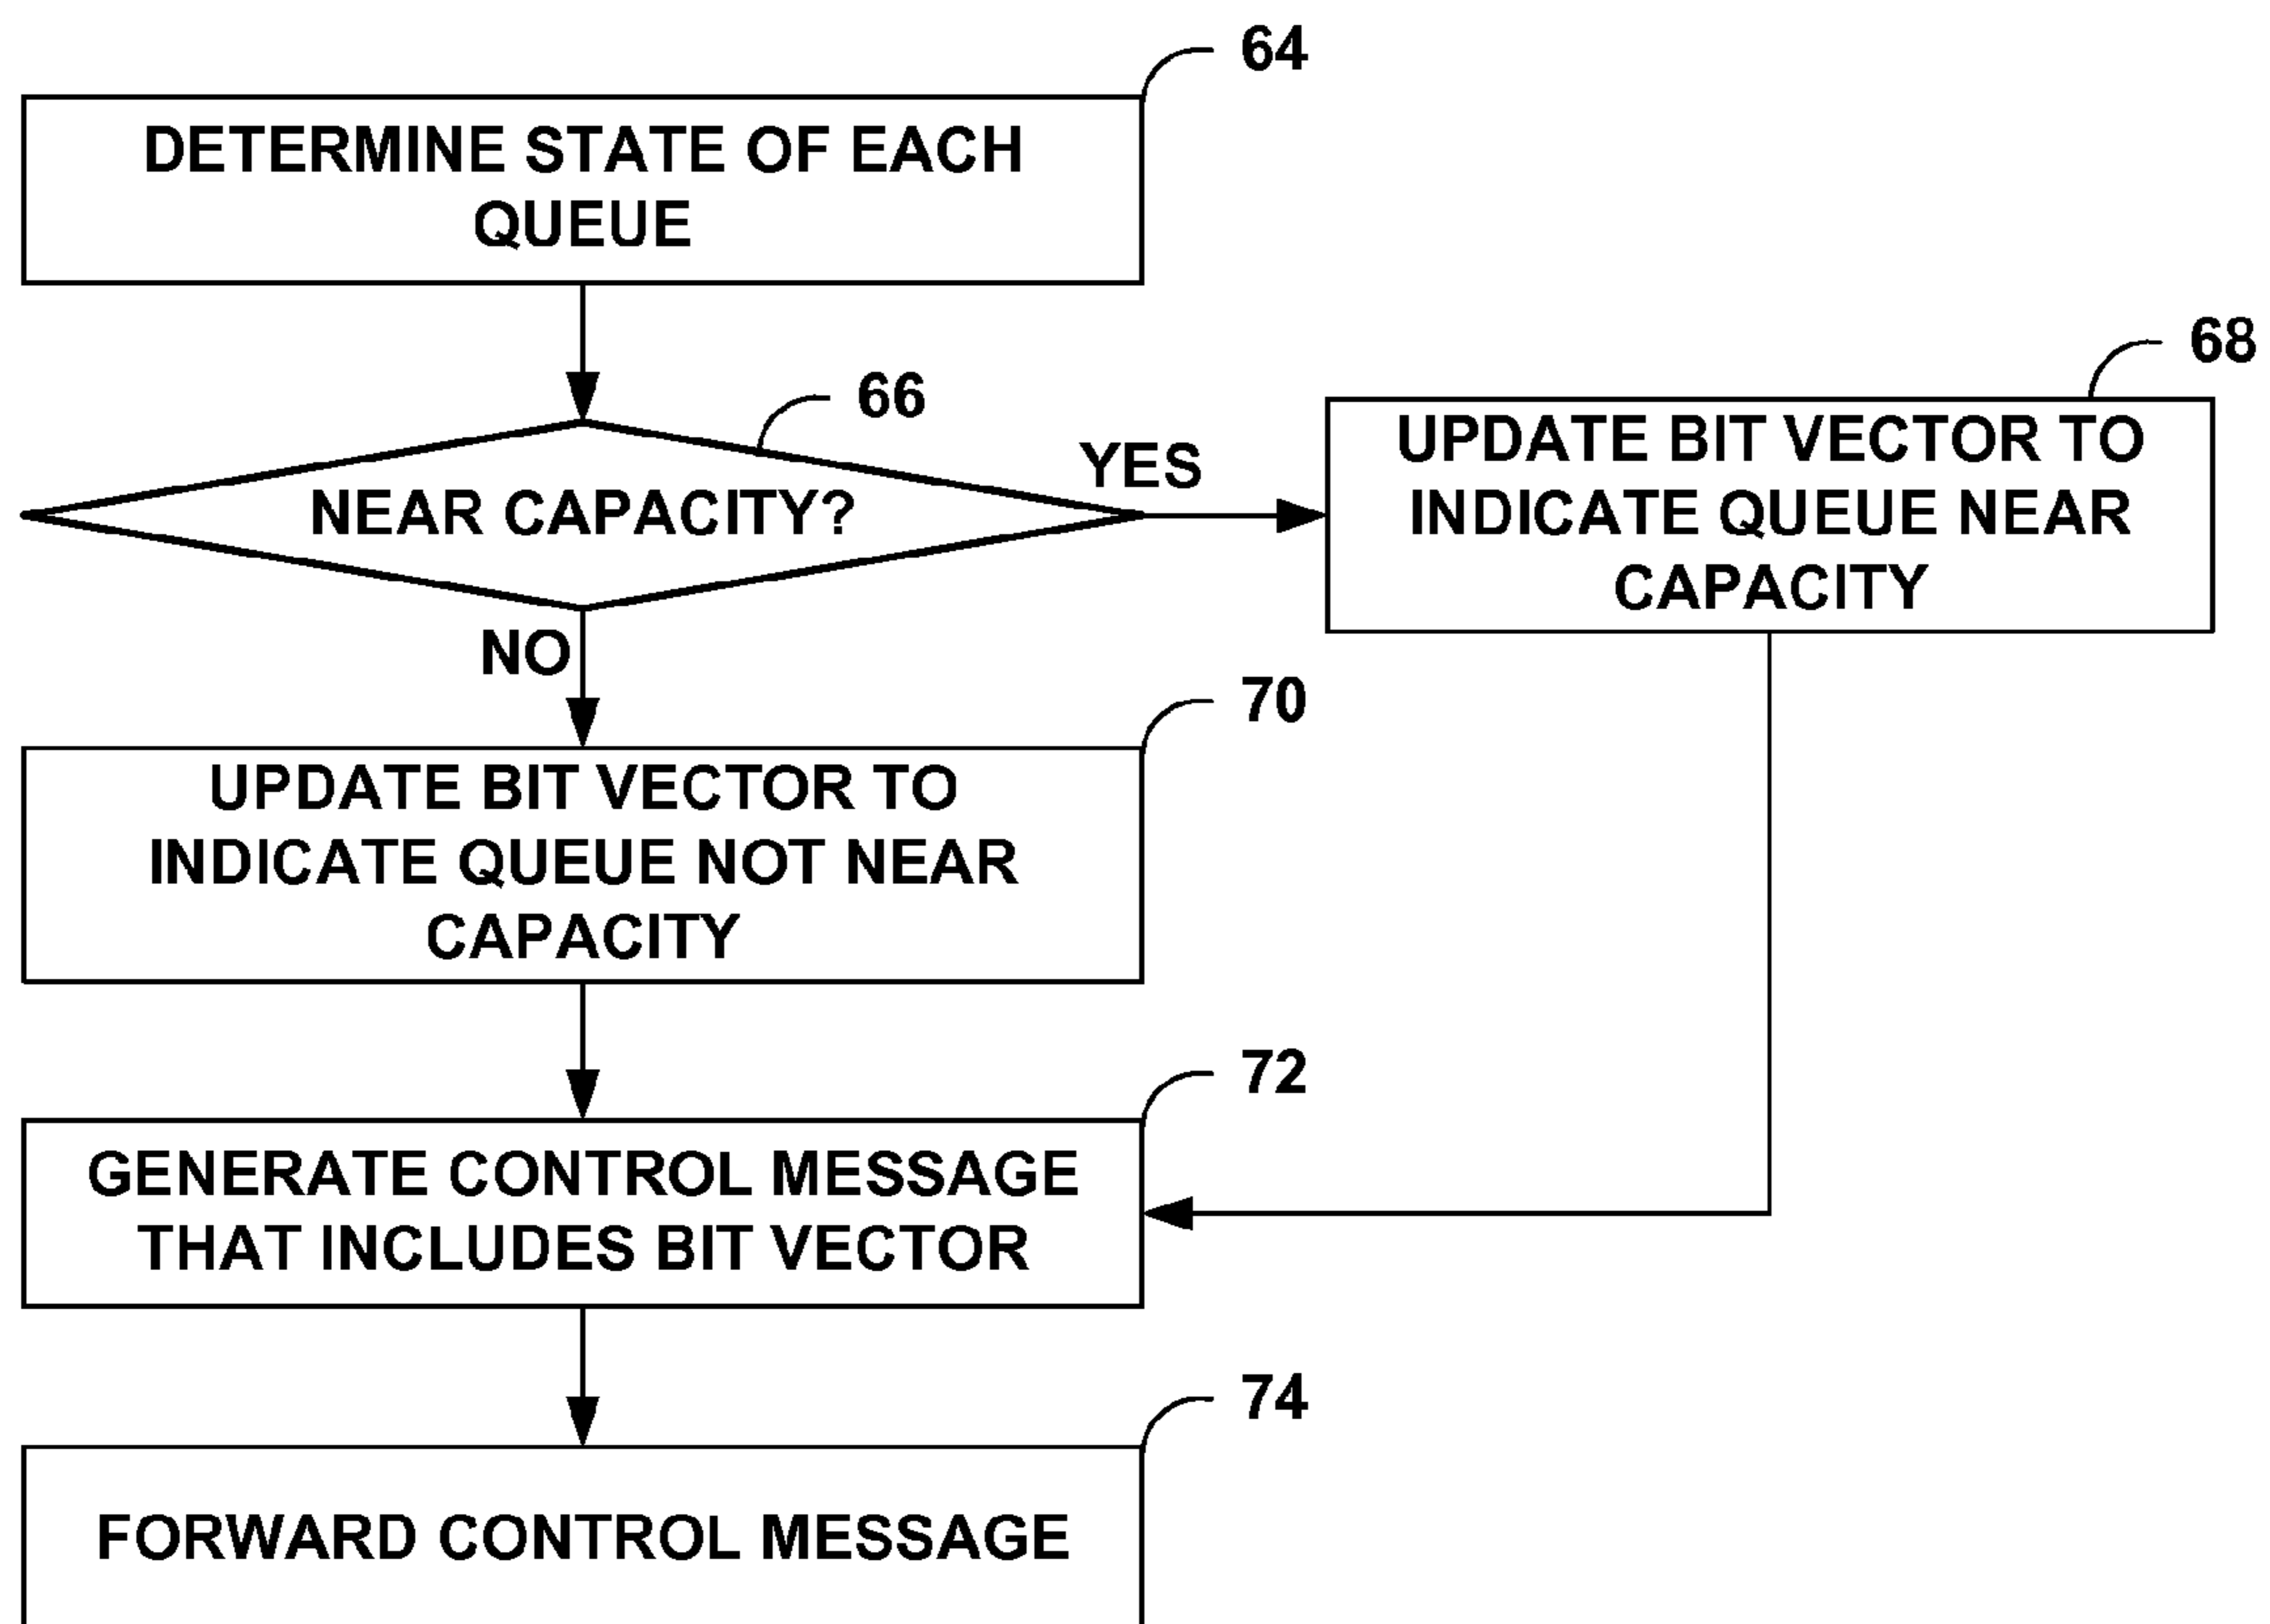 64
DETERMINE STATE OF EACH
QUEUE
66
NEAR CAPACITY?
YES
68
UPDATE BIT VECTOR TO
INDICATE QUEUE NEAR
CAPACITY
NO
70
UPDATE BIT VECTOR TO
INDICATE QUEUE NOT NEAR
CAPACITY
72
GENERATE CONTROL MESSAGE
THAT INCLUDES BIT VECTOR
74
FORWARD CONTROL MESSAGE